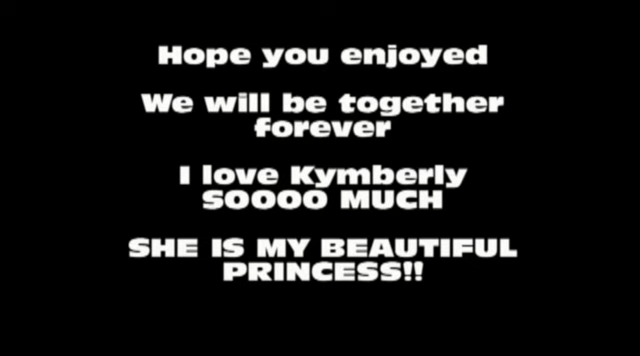 Hope you enjoyed
We will be together
forever
I love Kymberly
SOOOO MUCH
SHE IS MY BEAUTIFUL
PRINCESS!!